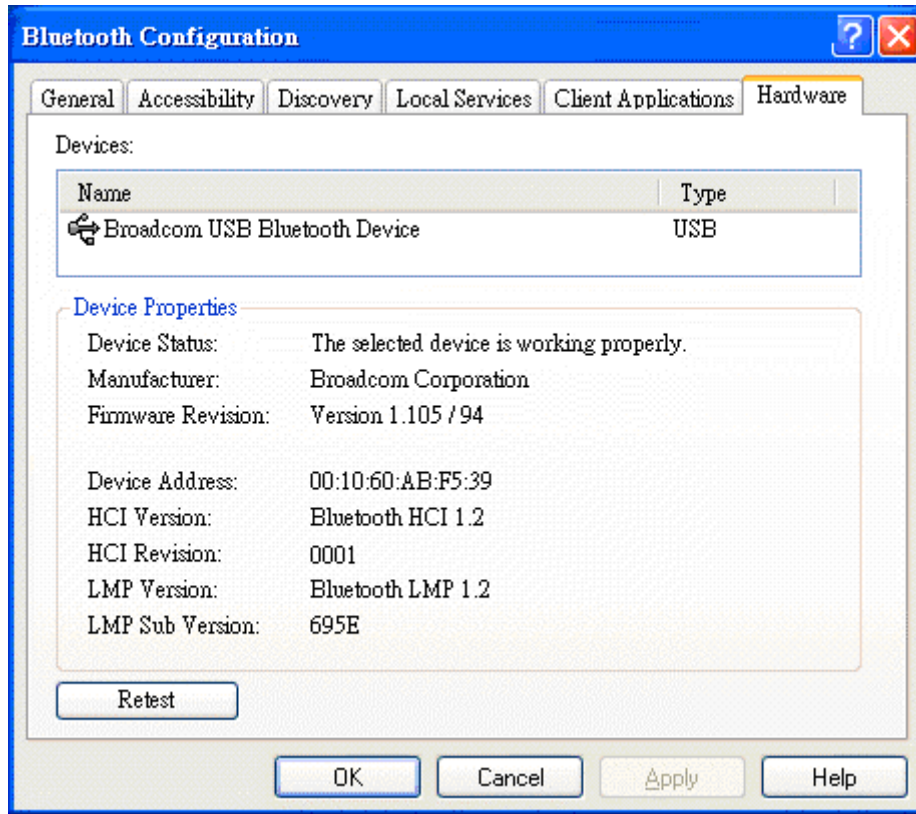 Bluetooth Configuration
General Accessibility Discovery Local Services Client Applications Hardware
Devices:
Name Type
Broadcom USB Bluetooth Device USB
Device Properties
Device Status: The selected device is working properly.
Manufacturer: Broadcom Corporation
Firmware Revision: Version 1.105 / 94
Device Address: 00:10:60:AB:F5:39
HCI Version: Bluetooth HCI 1.2
HCI Revision: 0001
LMP Version: Bluetooth LMP 1.2
LMP Sub Version: 695E
Retest
OK Cancel Apply Help